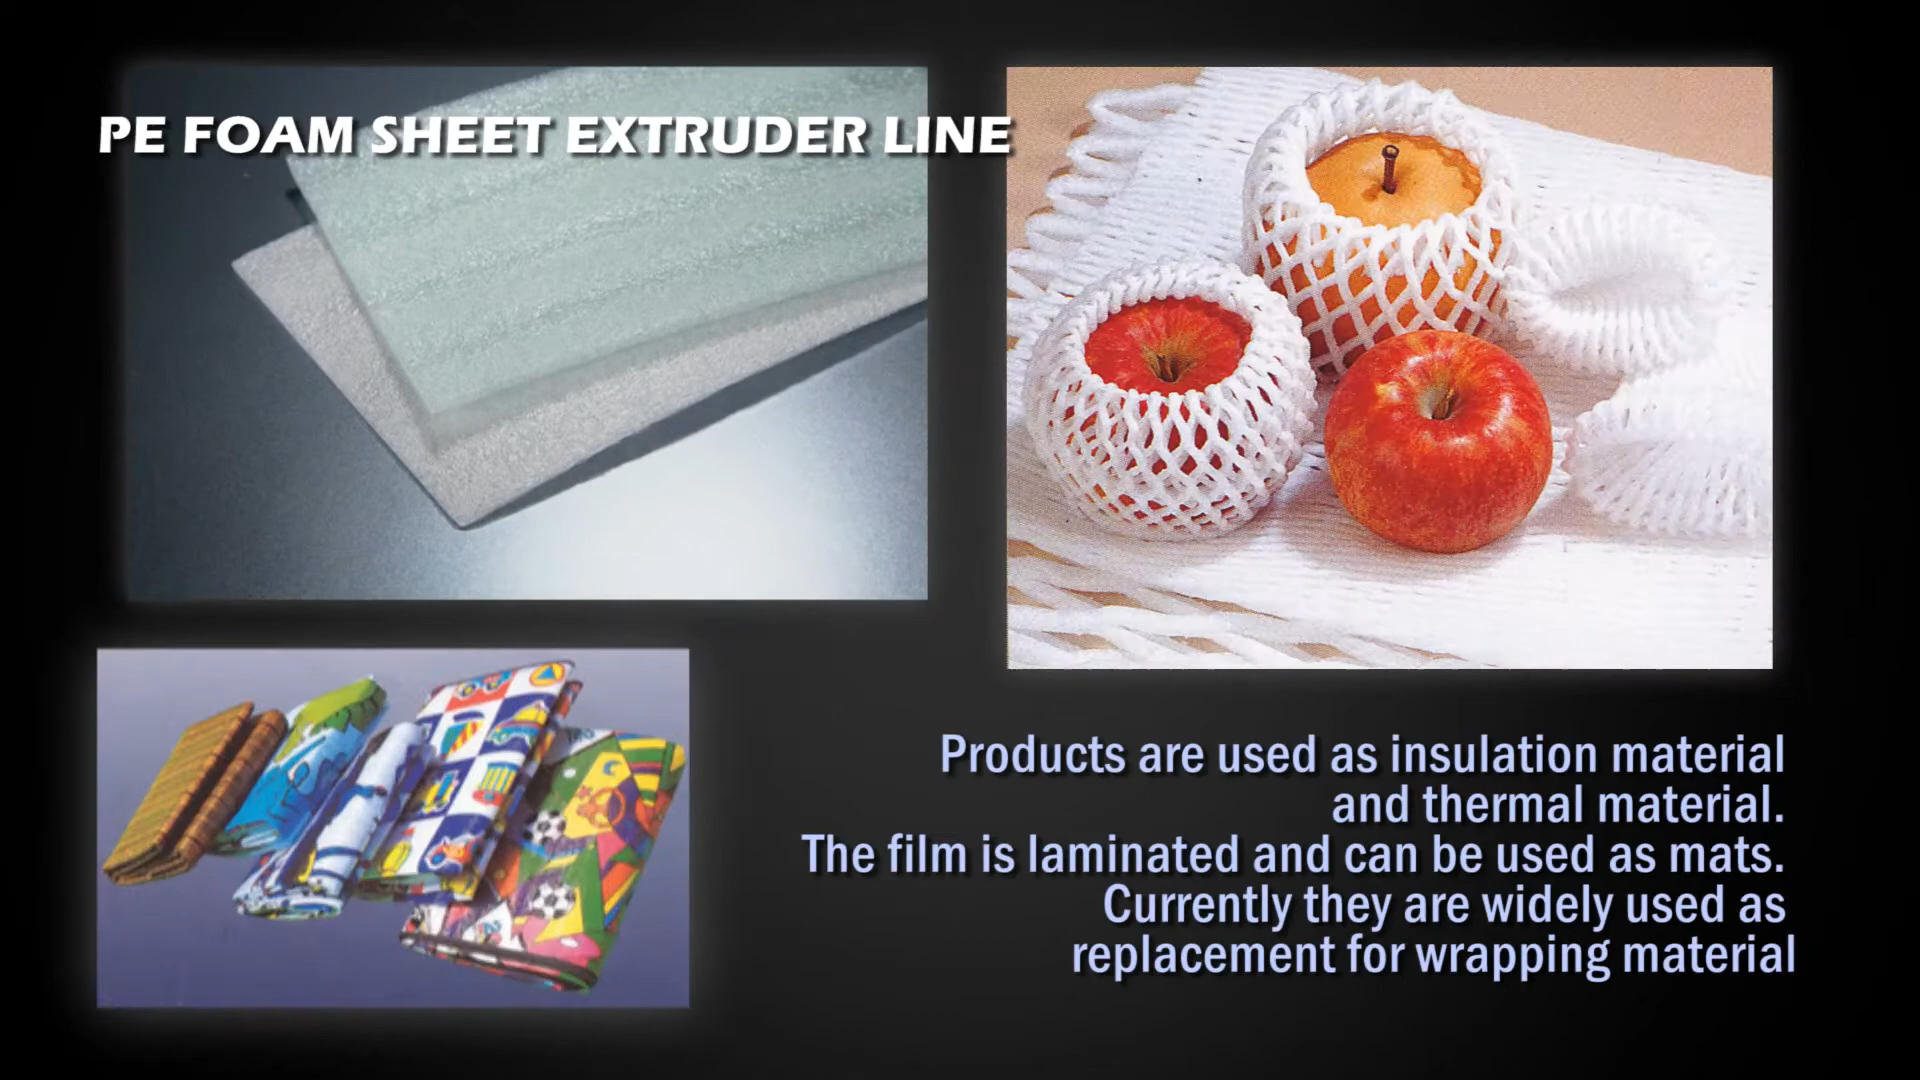 PE FOAM SHEET EXTRUDER LINE
Products are used as insulation material
and thermal material.
The film is laminated and can be used as mats.
Currently they are widely used as
replacement for wrapping material